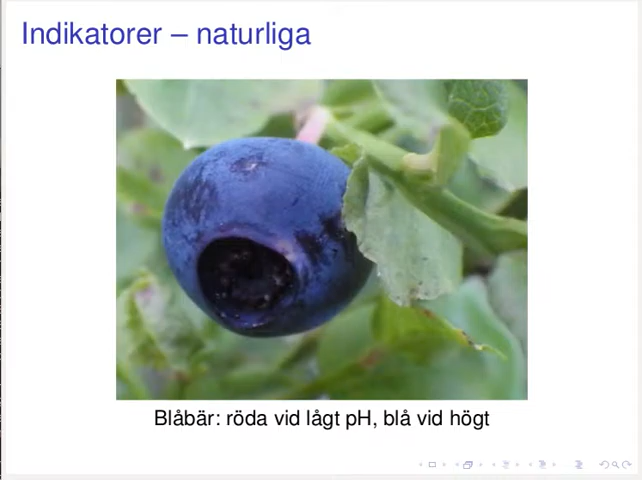 Indikatorer – naturliga
Blåbär: röda vid lågt pH, blå vid högt